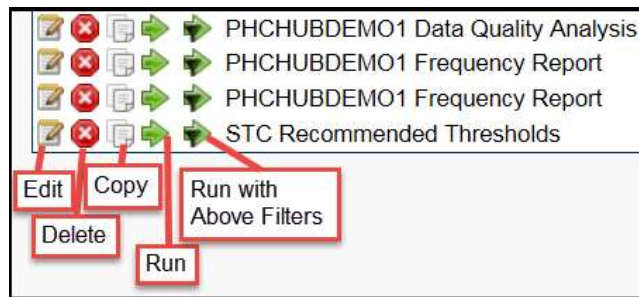 PHCHUBDEMO1 Data Quality Analysis
PHCHUBDEMO1 Frequency Report
PHCHUBDEMO1 Frequency Report
STC Recommended Thresholds
Edit
Copy
Run with
Above Filters
Delete
Run